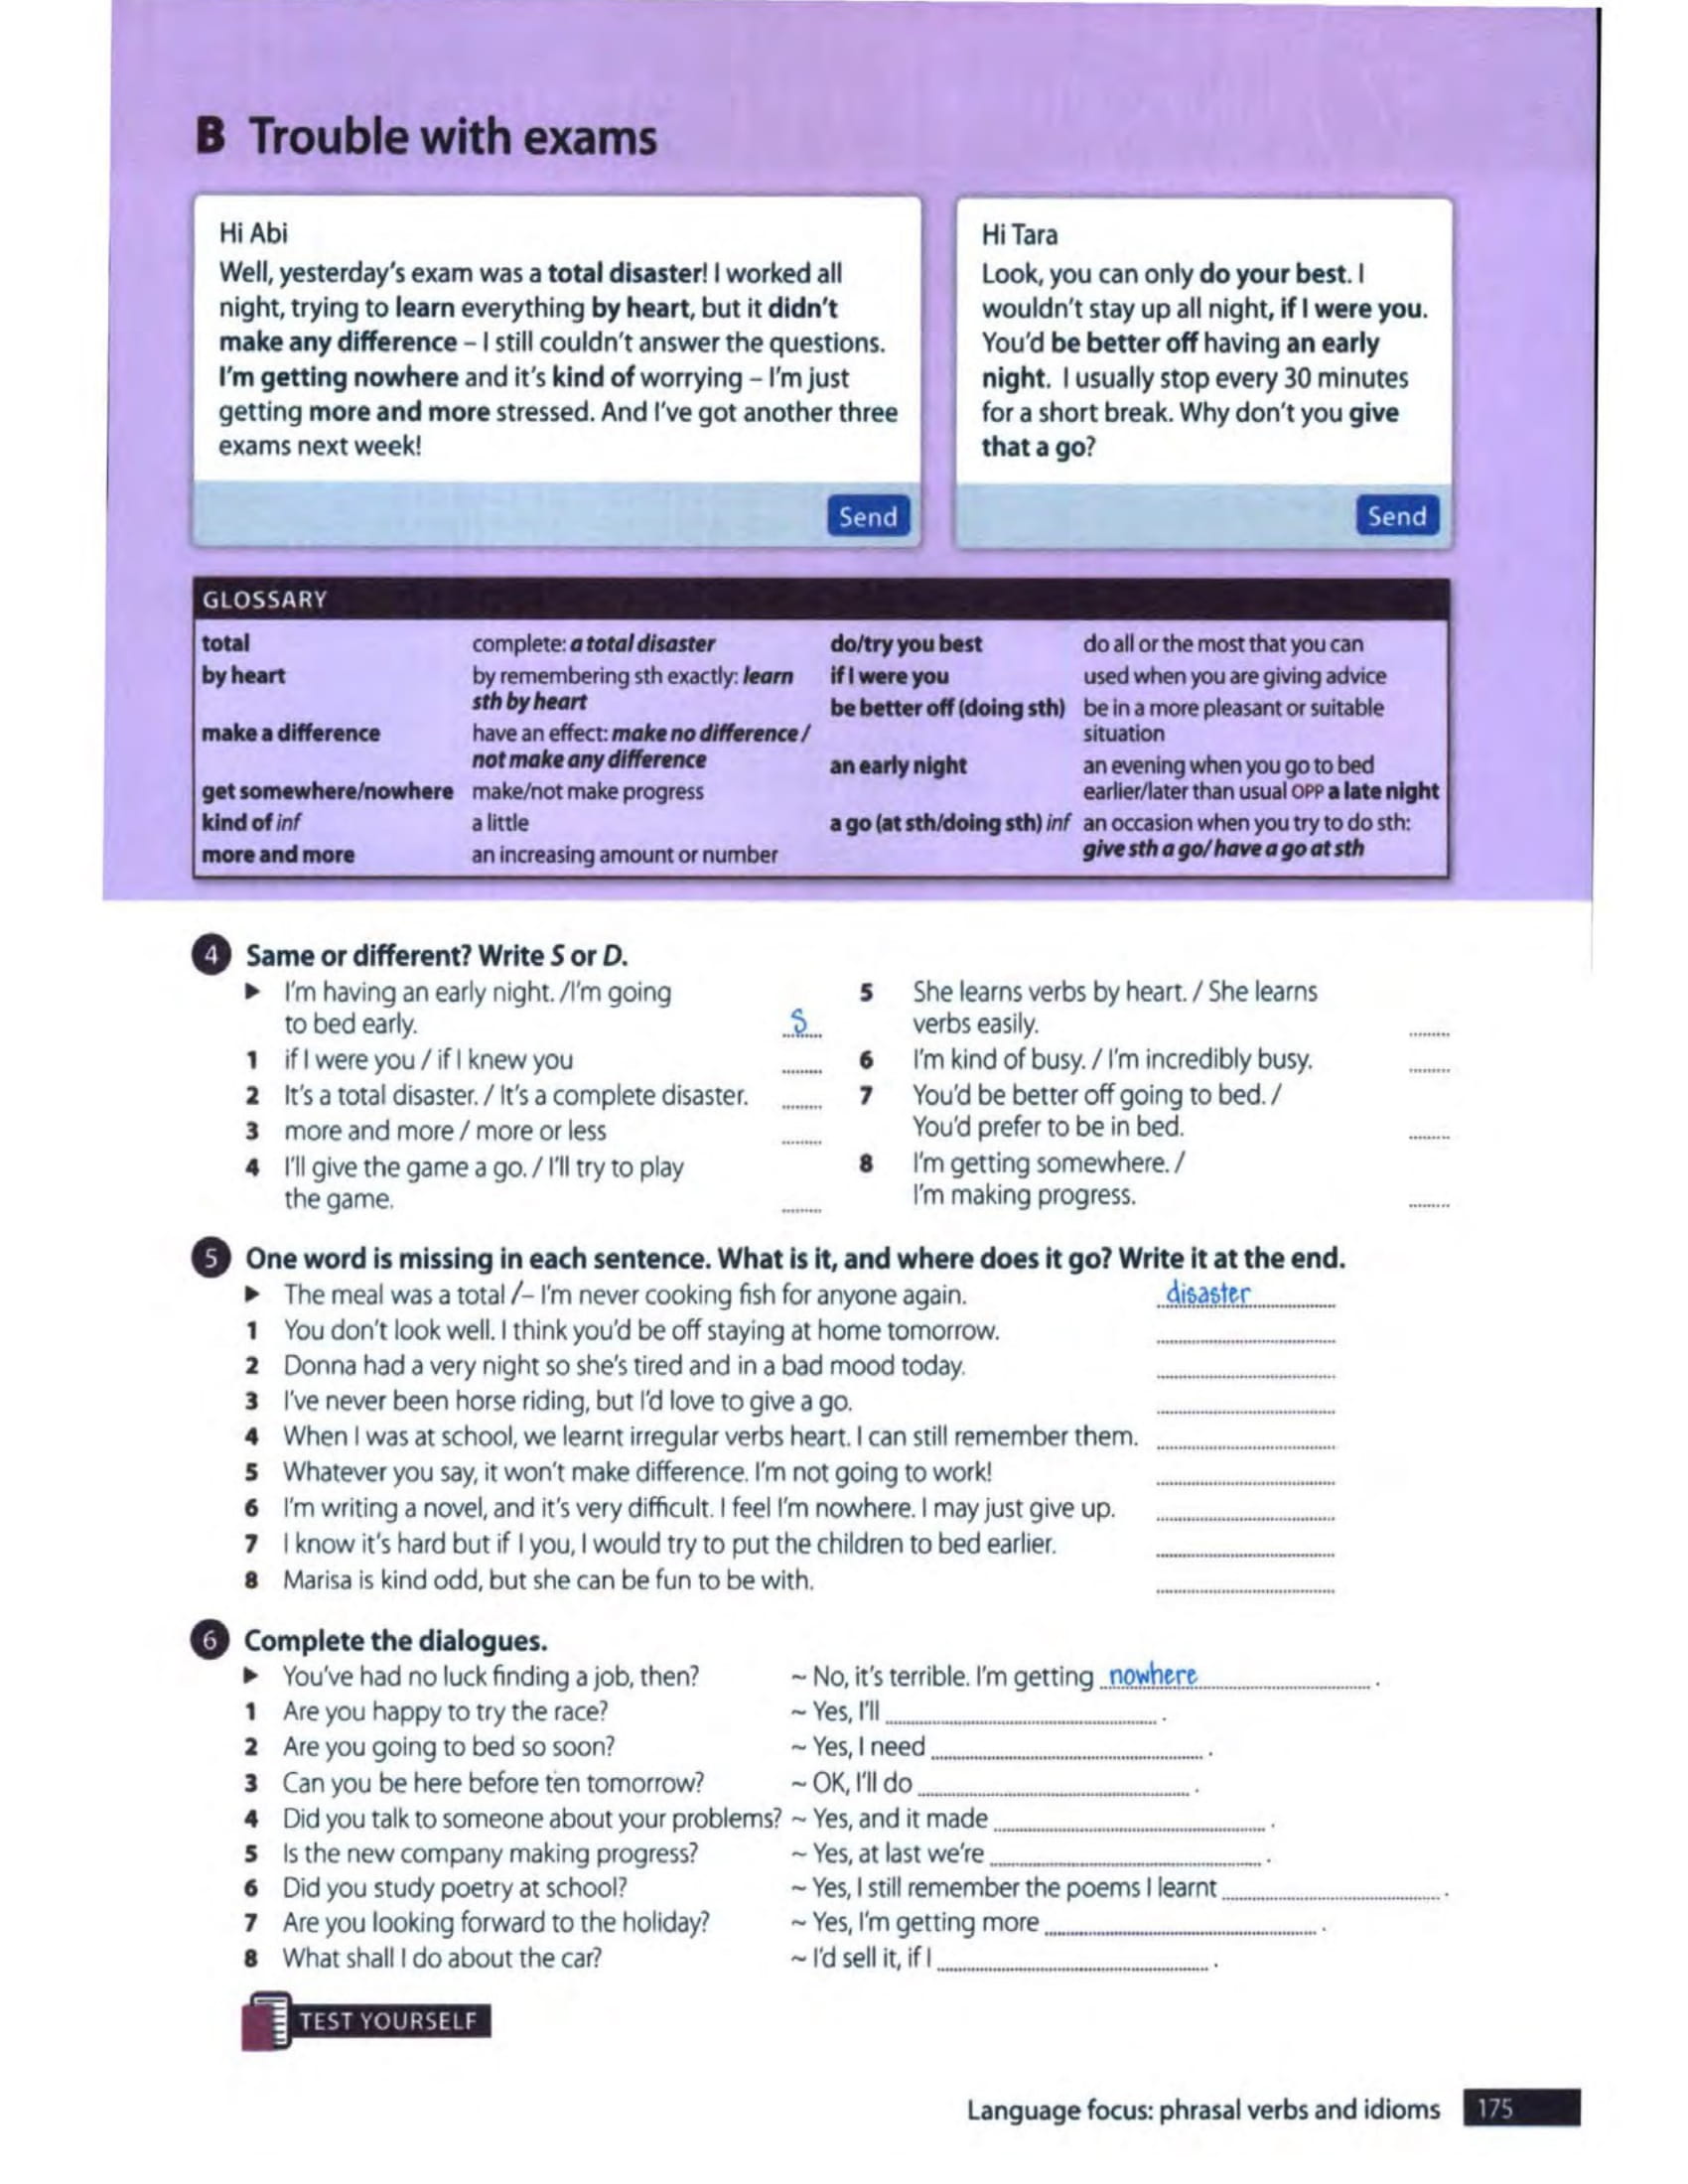 B Trouble with exams
Hi Abi
Well, yesterday's exam was a total disaster! I worked all
night, trying to learn everything by heart, but it didn't
make any difference – I still couldn't answer the questions.
I'm getting nowhere and it's kind of worrying – I'm just
getting more and more stressed. And I've got another three
exams next week!
Send
Hi Tara
Look, you can only do your best. I
wouldn't stay up all night, if I were you.
You'd be better off having an early
night. I usually stop every 30 minutes
for a short break. Why don't you give
that a go?
Send
GLOSSARY
total complete: a total disaster
by heart by remembering sth exactly: learn
sth by heart
make a difference have an effect: make no difference /
not make any difference
get somewhere/nowhere make/not make progress
kind of inf a little
more and more an increasing amount or number
do/try you best do all or the most that you can
if I were you used when you are giving advice
be better off (doing sth) be in a more pleasant or suitable
situation
an early night an evening when you go to bed
earlier/later than usual OPP a late night
a go (at sth/doing sth) inf an occasion when you try to do sth:
give sth a go/have a go at sth
4 Same or different? Write S or D.
► I'm having an early night. /I'm going
to bed early. S
1 if I were you / if I knew you
2 It's a total disaster. / It's a complete disaster.
3 more and more / more or less
4 I'll give the game a go. / I'll try to play
the game.
5 She learns verbs by heart. / She learns
verbs easily.
6 I'm kind of busy. / I'm incredibly busy.
7 You'd be better off going to bed. /
You'd prefer to be in bed.
8 I'm getting somewhere. /
I'm making progress.
5 One word is missing in each sentence. What is it, and where does it go? Write it at the end.
► The meal was a total /– I'm never cooking fish for anyone again. disaster
1 You don't look well. I think you'd be off staying at home tomorrow.
2 Donna had a very night so she's tired and in a bad mood today.
3 I've never been horse riding, but I'd love to give a go.
4 When I was at school, we learnt irregular verbs heart. I can still remember them.
5 Whatever you say, it won't make difference. I'm not going to work!
6 I'm writing a novel, and it's very difficult. I feel I'm nowhere. I may just give up.
7 I know it's hard but if I you, I would try to put the children to bed earlier.
8 Marisa is kind odd, but she can be fun to be with.
6 Complete the dialogues.
► You've had no luck finding a job, then? ~ No, it's terrible. I'm getting nowhere.
1 Are you happy to try the race? ~ Yes, I'll .
2 Are you going to bed so soon? ~ Yes, I need .
3 Can you be here before ten tomorrow? ~ OK, I'll do .
4 Did you talk to someone about your problems? ~ Yes, and it made .
5 Is the new company making progress? ~ Yes, at last we're .
6 Did you study poetry at school? ~ Yes, I still remember the poems I learnt .
7 Are you looking forward to the holiday? ~ Yes, I'm getting more .
8 What shall I do about the car? ~ I'd sell it, if I .
TEST YOURSELF
Language focus: phrasal verbs and idioms 175